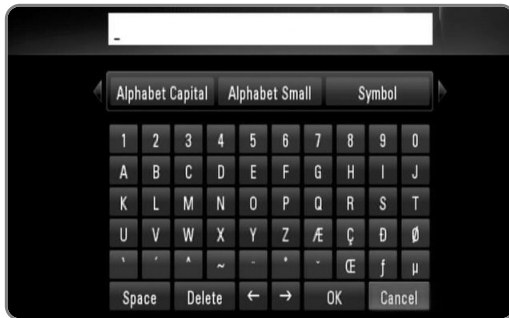 _
Alphabet Capital Alphabet Small Symbol
1 2 3 4 5 6 7 8 9 0
A B C D E F G H I J
K L M N O P Q R S T
U V W X Y Z Æ Ç Ð Ø
Œ ƒ µ
Space Delete ← → OK Cancel